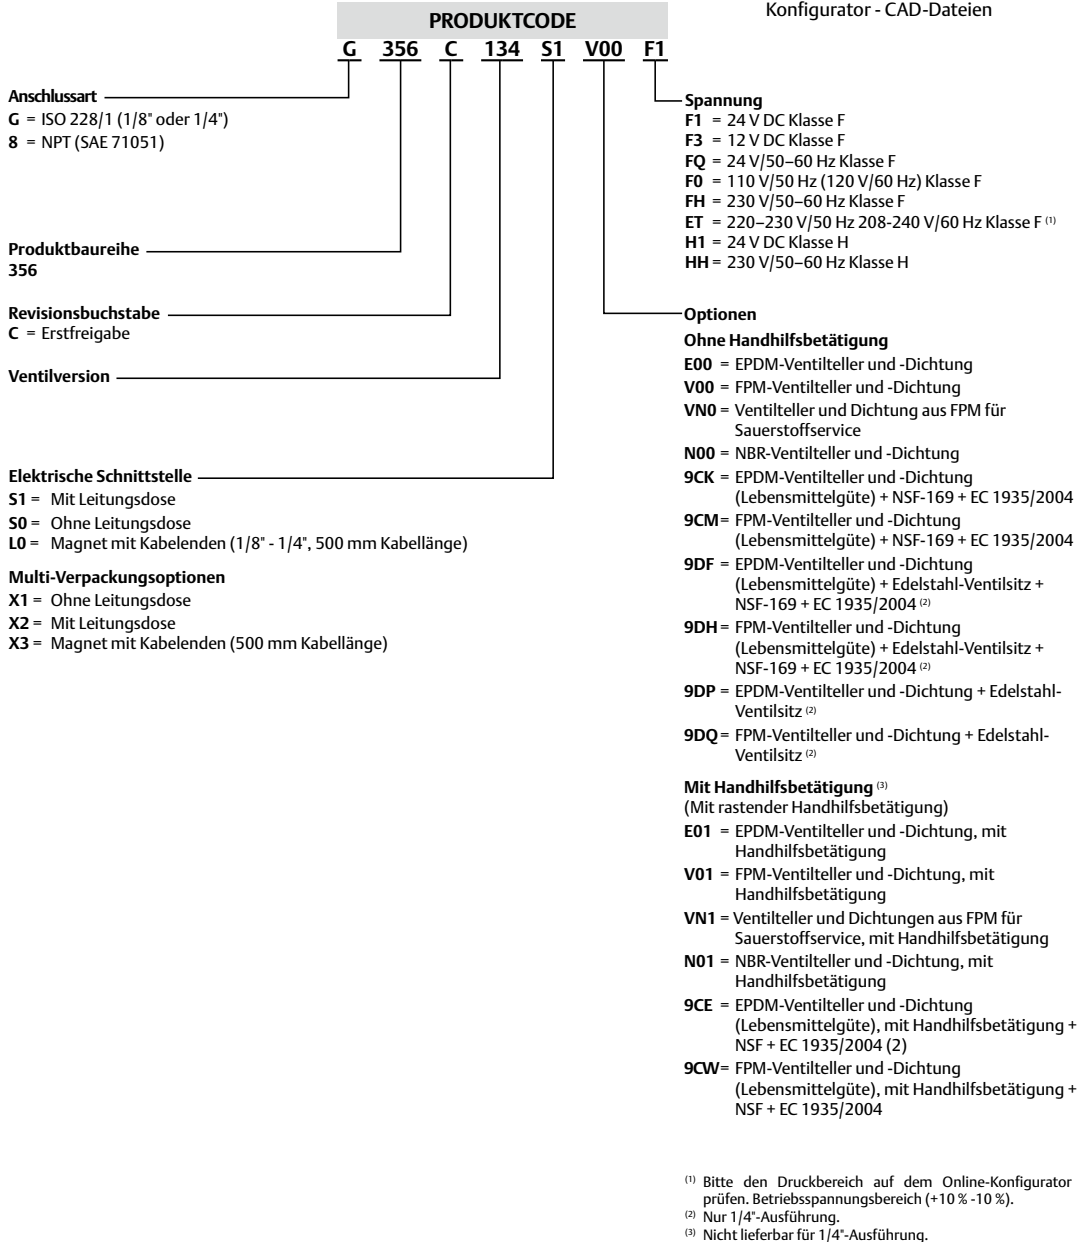 PRODUKTCODE
Konfigurator - CAD-Dateien
G 356 C 134 S1 V00 F1
Anschlussart
G = ISO 228/1 (1/8" oder 1/4")
8 = NPT (SAE 71051)
Produktbaureihe
356
Revisionsbuchstabe
C = Erstfreigabe
Ventilversion
Elektrische Schnittstelle
S1 = Mit Leitungsdose
S0 = Ohne Leitungsdose
L0 = Magnet mit Kabelenden (1/8" - 1/4", 500 mm Kabellänge)
Multi-Verpackungsoptionen
X1 = Ohne Leitungsdose
X2 = Mit Leitungsdose
X3 = Magnet mit Kabelenden (500 mm Kabellänge)
Spannung
F1 = 24 V DC Klasse F
F3 = 12 V DC Klasse F
FQ = 24 V/50–60 Hz Klasse F
F0 = 110 V/50 Hz (120 V/60 Hz) Klasse F
FH = 230 V/50–60 Hz Klasse F
ET = 220–230 V/50 Hz 208-240 V/60 Hz Klasse F (1)
H1 = 24 V DC Klasse H
HH = 230 V/50–60 Hz Klasse H
Optionen
Ohne Handhilfsbetätigung
E00 = EPDM-Ventilteller und -Dichtung
V00 = FPM-Ventilteller und -Dichtung
VN0 = Ventilteller und Dichtung aus FPM für
Sauerstoffservice
N00 = NBR-Ventilteller und -Dichtung
9CK = EPDM-Ventilteller und -Dichtung
(Lebensmittelgüte) + NSF-169 + EC 1935/2004
9CM = FPM-Ventilteller und -Dichtung
(Lebensmittelgüte) + NSF-169 + EC 1935/2004
9DF = EPDM-Ventilteller und -Dichtung
(Lebensmittelgüte) + Edelstahl-Ventilsitz +
NSF-169 + EC 1935/2004 (2)
9DH = FPM-Ventilteller und -Dichtung
(Lebensmittelgüte) + Edelstahl-Ventilsitz +
NSF-169 + EC 1935/2004 (2)
9DP = EPDM-Ventilteller und -Dichtung + Edelstahl-
Ventilsitz (2)
9DQ = FPM-Ventilteller und -Dichtung + Edelstahl-
Ventilsitz (2)
Mit Handhilfsbetätigung (3)
(Mit rastender Handhilfsbetätigung)
E01 = EPDM-Ventilteller und -Dichtung, mit
Handhilfsbetätigung
V01 = FPM-Ventilteller und -Dichtung, mit
Handhilfsbetätigung
VN1 = Ventilteller und Dichtungen aus FPM für
Sauerstoffservice, mit Handhilfsbetätigung
N01 = NBR-Ventilteller und -Dichtung, mit
Handhilfsbetätigung
9CE = EPDM-Ventilteller und -Dichtung
(Lebensmittelgüte), mit Handhilfsbetätigung +
NSF + EC 1935/2004 (2)
9CW = FPM-Ventilteller und -Dichtung
(Lebensmittelgüte), mit Handhilfsbetätigung +
NSF + EC 1935/2004
(1) Bitte den Druckbereich auf dem Online-Konfigurator
prüfen. Betriebsspannungsbereich (+10 % -10 %).
(2) Nur 1/4"-Ausführung.
(3) Nicht lieferbar für 1/4"-Ausführung.